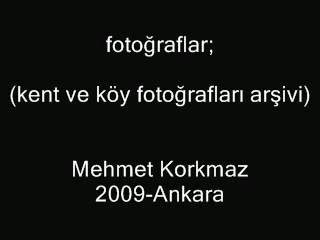 fotoğraflar;
(kent ve köy fotoğrafları arşivi)
Mehmet Korkmaz
2009-Ankara